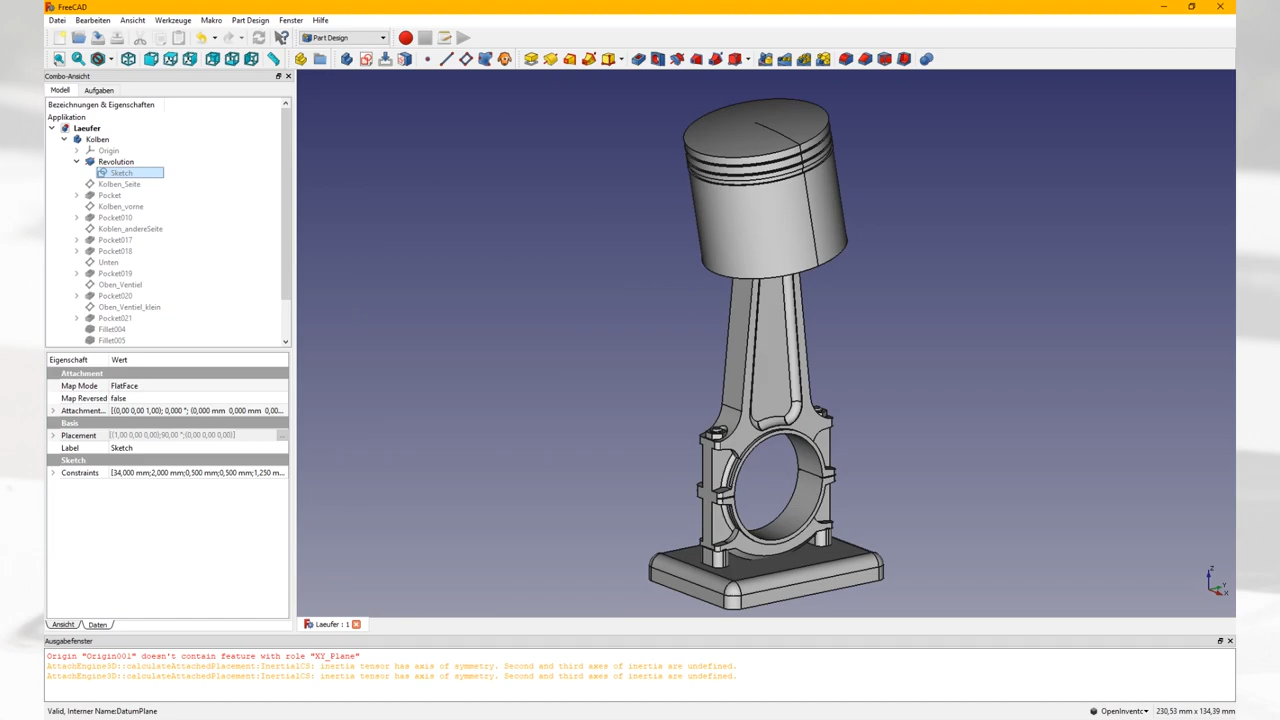 FreeCAD
Datei Bearbeiten Ansicht Werkzeuge Makro Part Design Fenster Hilfe
Part Design
Combo-Ansicht
Modell Aufgaben
Bezeichnungen & Eigenschaften
Applikation
Laeufer
Kolben
Origin
Revolution
Sketch
Kolben_Seite
Pocket
Kolben_vorne
Pocket010
Koblen_andereSeite
Pocket017
Pocket018
Unten
Pocket019
Oben_Ventiel
Pocket020
Oben_Ventiel_klein
Pocket021
Fillet004
Fillet005
Eigenschaft Wert
Attachment
Map Mode FlatFace
Map Reversed false
Attachment... [(0,00 0,00 1,00); 0,000 °; (0,000 mm 0,000 mm 0,00...
Basis
Placement [(1,00 0,00 0,00);90,00 °;(0,00 0,00 0,00)] ...
Label Sketch
Sketch
Constraints [34,000 mm;2,000 mm;0,500 mm;0,500 mm;1,250 m...
Ansicht Daten
Laeufer : 1
Z
Y
X
Ausgabefenster
Origin "Origin001" doesn't contain feature with role "XY_Plane"
AttachEngine3D::calculateAttachedPlacement:InertialCS: inertia tensor has axis of symmetry. Second and third axes of inertia are undefined.
AttachEngine3D::calculateAttachedPlacement:InertialCS: inertia tensor has axis of symmetry. Second and third axes of inertia are undefined.
Valid, Interner Name:DatumPlane OpenInventc 230,53 mm x 134,39 mm